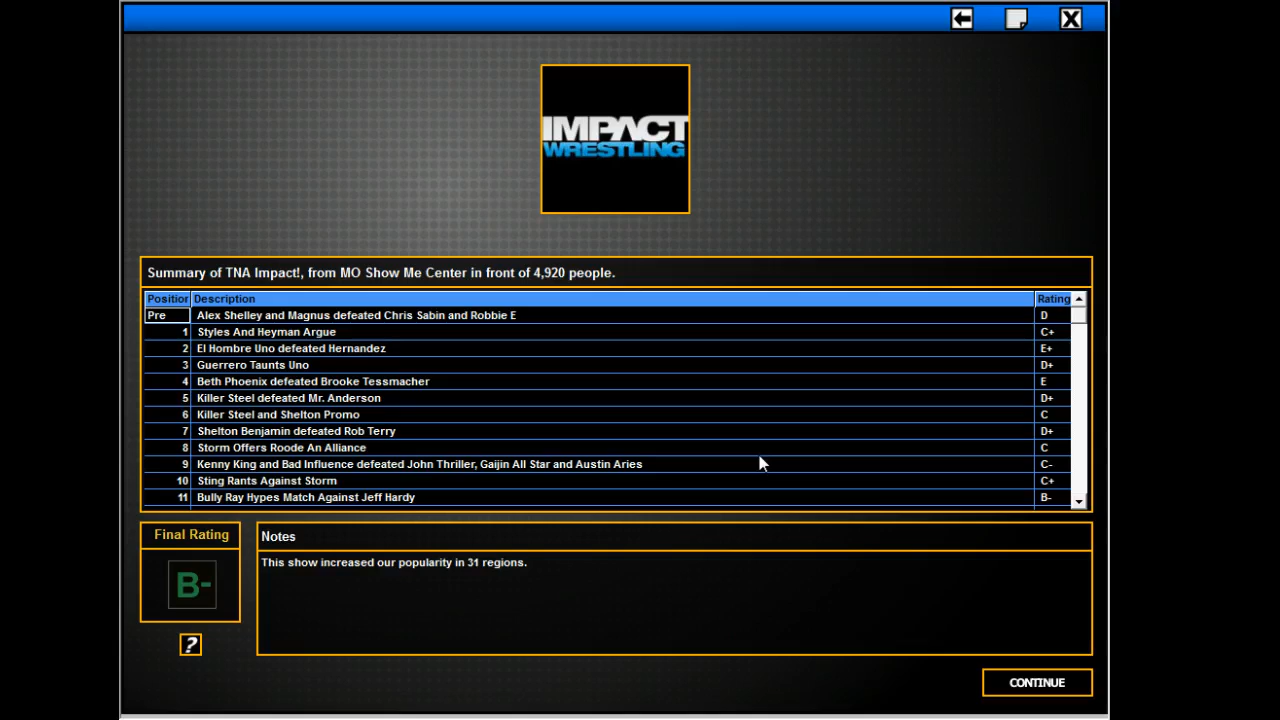 IMPACT
WRESTLING
Summary of TNA Impact!, from MO Show Me Center in front of 4,920 people.
Position Description Rating
Pre Alex Shelley and Magnus defeated Chris Sabin and Robbie E D
1 Styles And Heyman Argue C+
2 El Hombre Uno defeated Hernandez E+
3 Guerrero Taunts Uno D+
4 Beth Phoenix defeated Brooke Tessmacher E
5 Killer Steel defeated Mr. Anderson D+
6 Killer Steel and Shelton Promo C
7 Shelton Benjamin defeated Rob Terry D+
8 Storm Offers Roode An Alliance C
9 Kenny King and Bad Influence defeated John Thriller, Gaijin All Star and Austin Aries C-
10 Sting Rants Against Storm C+
11 Bully Ray Hypes Match Against Jeff Hardy B-
Final Rating
B-
?
Notes
This show increased our popularity in 31 regions.
CONTINUE